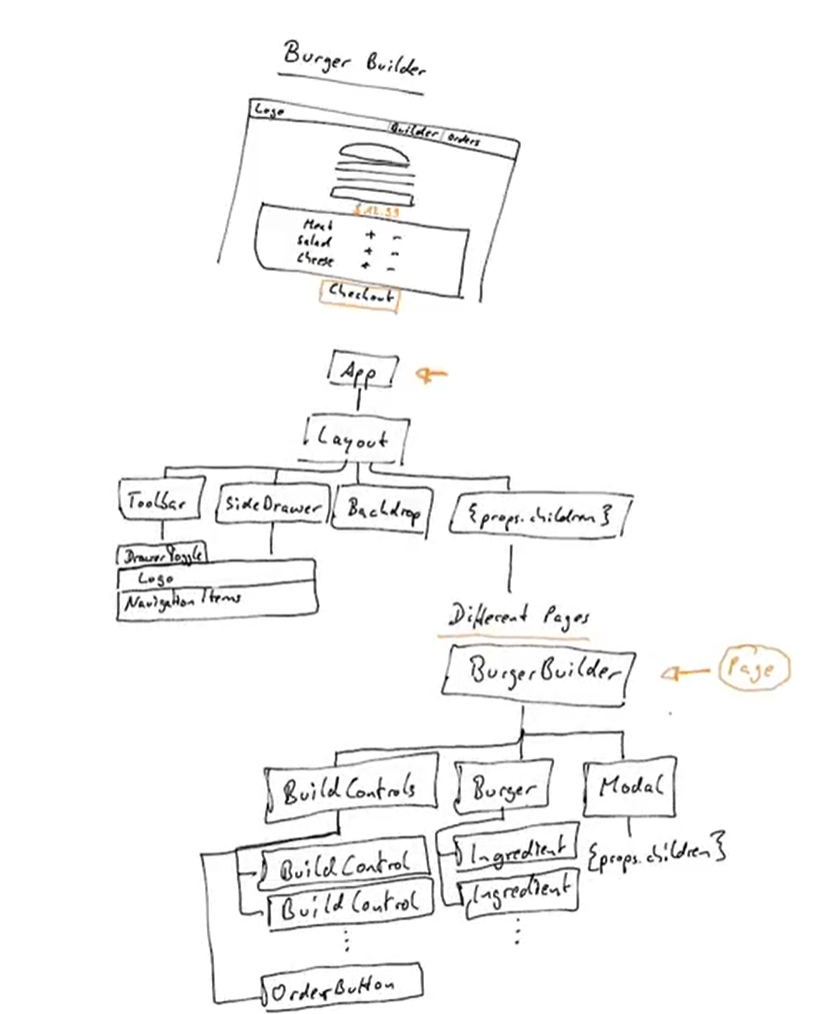 Burger Builder
Logo
Builder Orders
$12.99
Meat + -
Salad + -
Cheese + -
Checkout
App
Layout
Toolbar
SideDrawer
Backdrop
{props.children}
DrawerToggle
Logo
Navigation Items
Different Pages
BurgerBuilder
Page
BuildControls
Burger
Modal
BuildControl
Ingredient
{props.children}
BuildControl
Ingredient
OrderButton